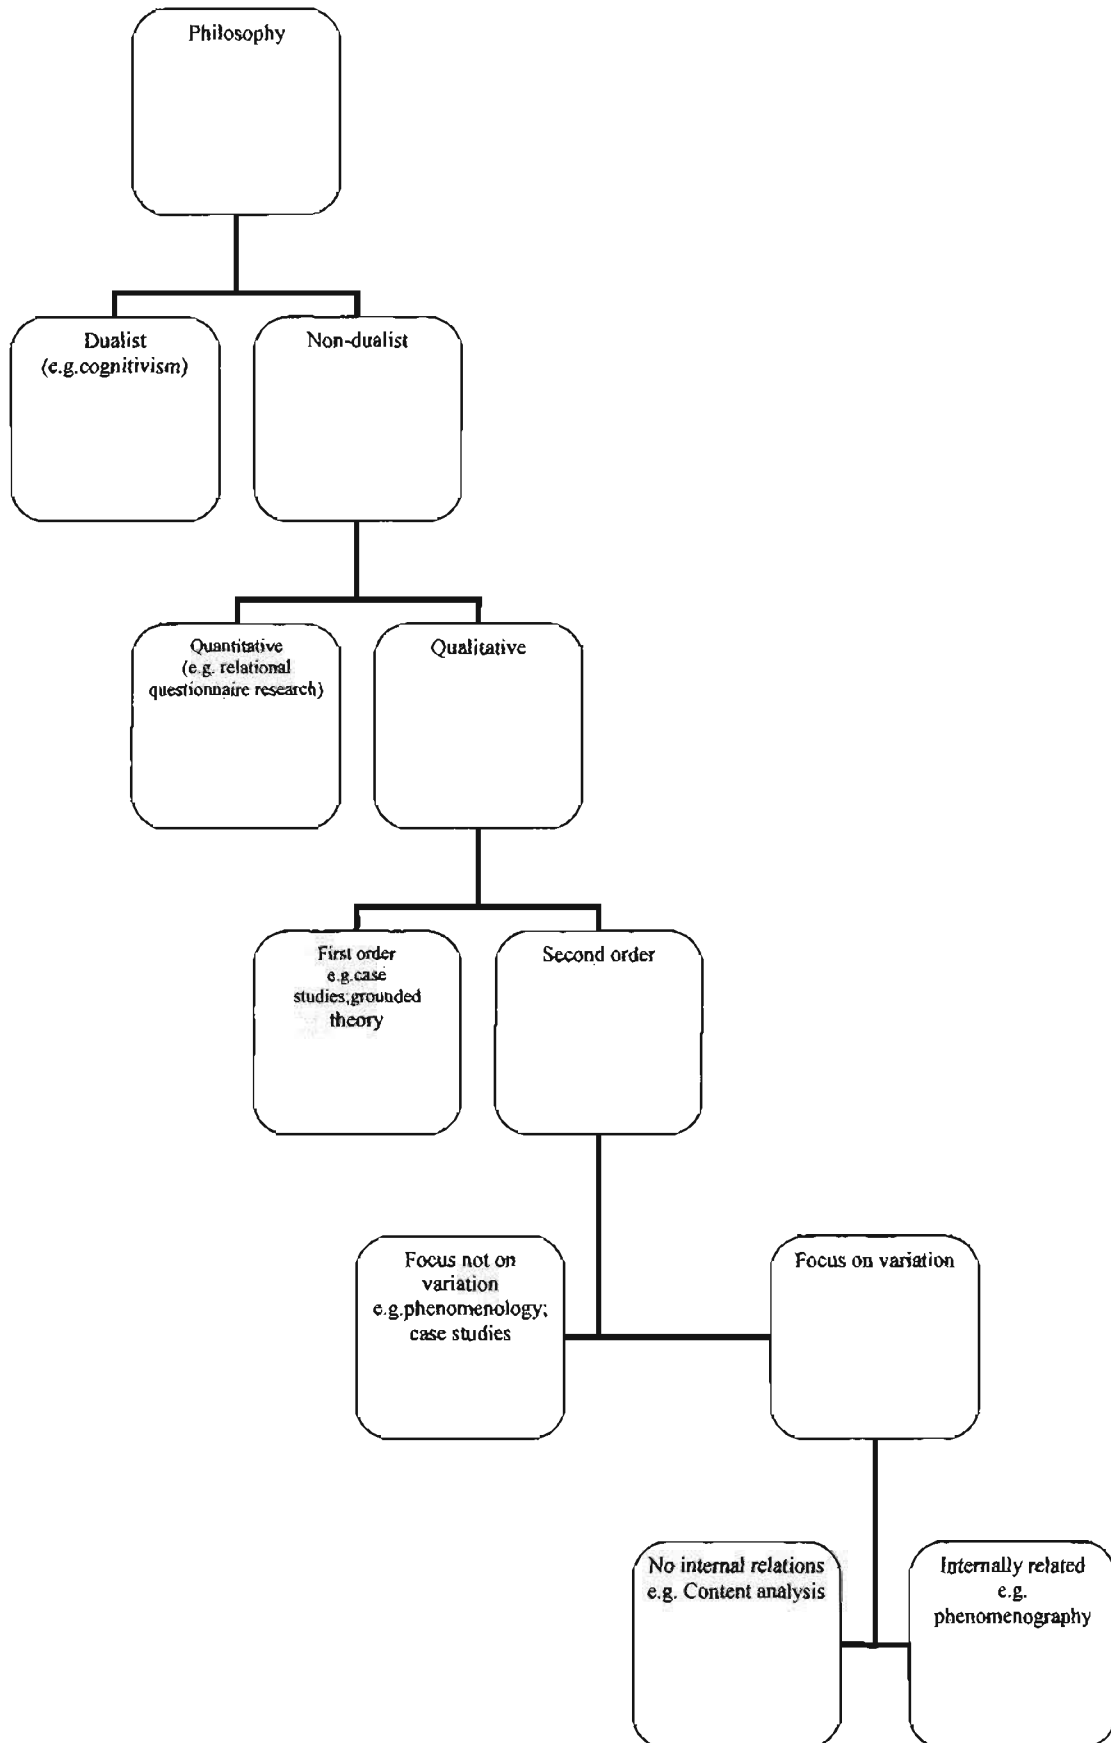 Philosophy
Dualist
(e.g.cognitivism)
Non-dualist
Quantitative
(e.g. relational
questionnaire research)
Qualitative
First order
e.g.case
studies;grounded
theory
Second order
Focus not on
variation
e.g.phenomenology;
case studies
Focus on variation
No internal relations
e.g. Content analysis
Internally related
e.g.
phenomenography